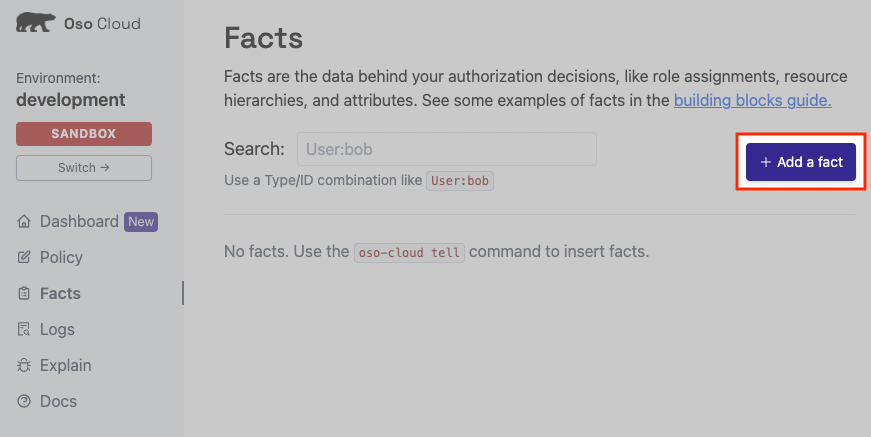 Oso Cloud
Environment:
development
SANDBOX
Switch →
Dashboard New
Policy
Facts
Logs
Explain
Docs
Facts
Facts are the data behind your authorization decisions, like role assignments, resource
hierarchies, and attributes. See some examples of facts in the building blocks guide.
Search: User:bob
Use a Type/ID combination like User:bob
+ Add a fact
No facts. Use the oso-cloud tell command to insert facts.